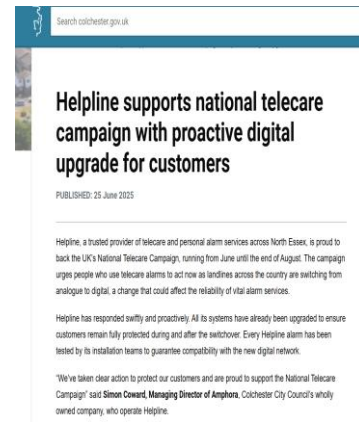 Search colchester.gov.uk
Helpline supports national telecare
campaign with proactive digital
upgrade for customers
PUBLISHED: 25 June 2025
Helpline, a trusted provider of telecare and personal alarm services across North Essex, is proud to
back the UK's National Telecare Campaign, running from June until the end of August. The campaign
urges people who use telecare alarms to act now as landlines across the country are switching from
analogue to digital, a change that could affect the reliability of vital alarm services.
Helpline has responded swiftly and proactively. All its systems have already been upgraded to ensure
customers remain fully protected during and after the switchover. Every Helpline alarm has been
tested by its installation teams to guarantee compatibility with the new digital network.
"We've taken clear action to protect our customers and are proud to support the National Telecare
Campaign" said Simon Coward, Managing Director of Amphora, Colchester City Council's wholly
owned company, who operate Helpline.